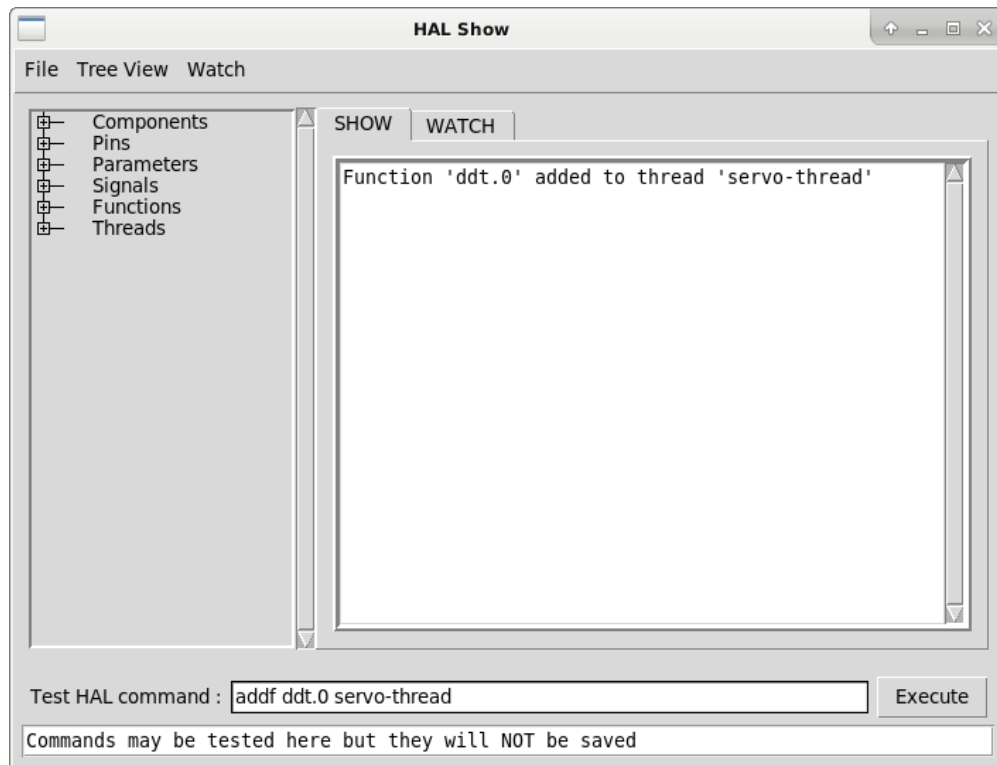 HAL Show
File Tree View Watch
Components
Pins
Parameters
Signals
Functions
Threads
SHOW WATCH
Function 'ddt.0' added to thread 'servo-thread'
Test HAL command : addf ddt.0 servo-thread Execute
Commands may be tested here but they will NOT be saved